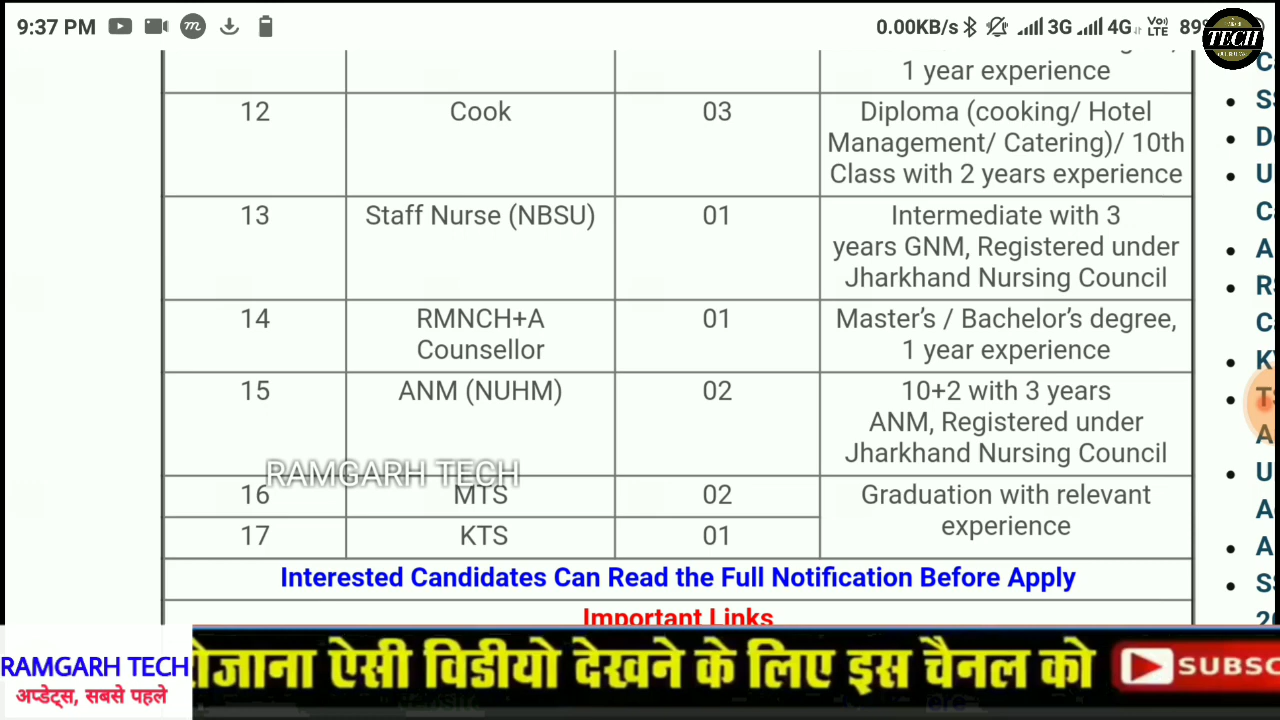 9:37 PM
0.00KB/s 3G 4G VoLTE 89
TECH
1 year experience
12 Cook 03 Diploma (cooking/ Hotel
Management/ Catering)/ 10th
Class with 2 years experience
13 Staff Nurse (NBSU) 01 Intermediate with 3
years GNM, Registered under
Jharkhand Nursing Council
14 RMNCH+A 01 Master’s / Bachelor’s degree,
Counsellor 1 year experience
15 ANM (NUHM) 02 10+2 with 3 years
ANM, Registered under
Jharkhand Nursing Council
RAMGARH TECH
16 MTS 02 Graduation with relevant
experience
17 KTS 01
Interested Candidates Can Read the Full Notification Before Apply
Important Links
RAMGARH TECH
अप्डेट्स, सबसे पहले
ऐसी विडीयो देखने के लिए इस चैनल को